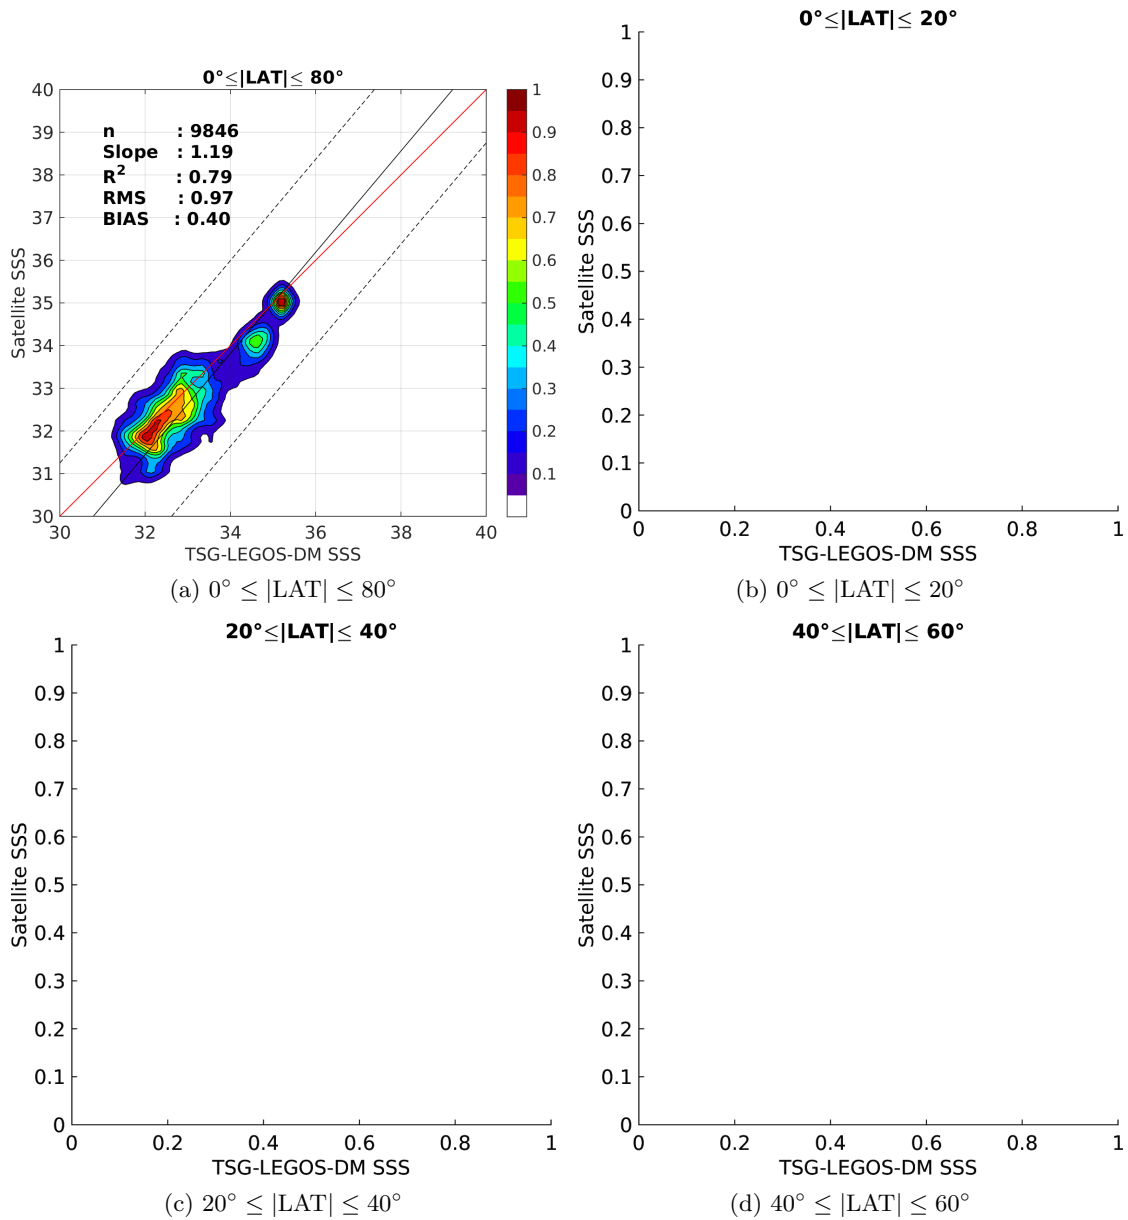 0°≤|LAT|≤ 80°
40
39
38
37
36
35
34
33
32
31
30
30 32 34 36 38 40
Satellite SSS
TSG-LEGOS-DM SSS
n : 9846
Slope : 1.19
R² : 0.79
RMS : 0.97
BIAS : 0.40
1
0.9
0.8
0.7
0.6
0.5
0.4
0.3
0.2
0.1
(a) 0° ≤ |LAT| ≤ 80°
0°≤|LAT|≤ 20°
1
0.9
0.8
0.7
0.6
0.5
0.4
0.3
0.2
0.1
0
0 0.2 0.4 0.6 0.8 1
Satellite SSS
TSG-LEGOS-DM SSS
(b) 0° ≤ |LAT| ≤ 20°
20°≤|LAT|≤ 40°
1
0.9
0.8
0.7
0.6
0.5
0.4
0.3
0.2
0.1
0
0 0.2 0.4 0.6 0.8 1
Satellite SSS
TSG-LEGOS-DM SSS
(c) 20° ≤ |LAT| ≤ 40°
40°≤|LAT|≤ 60°
1
0.9
0.8
0.7
0.6
0.5
0.4
0.3
0.2
0.1
0
0 0.2 0.4 0.6 0.8 1
Satellite SSS
TSG-LEGOS-DM SSS
(d) 40° ≤ |LAT| ≤ 60°